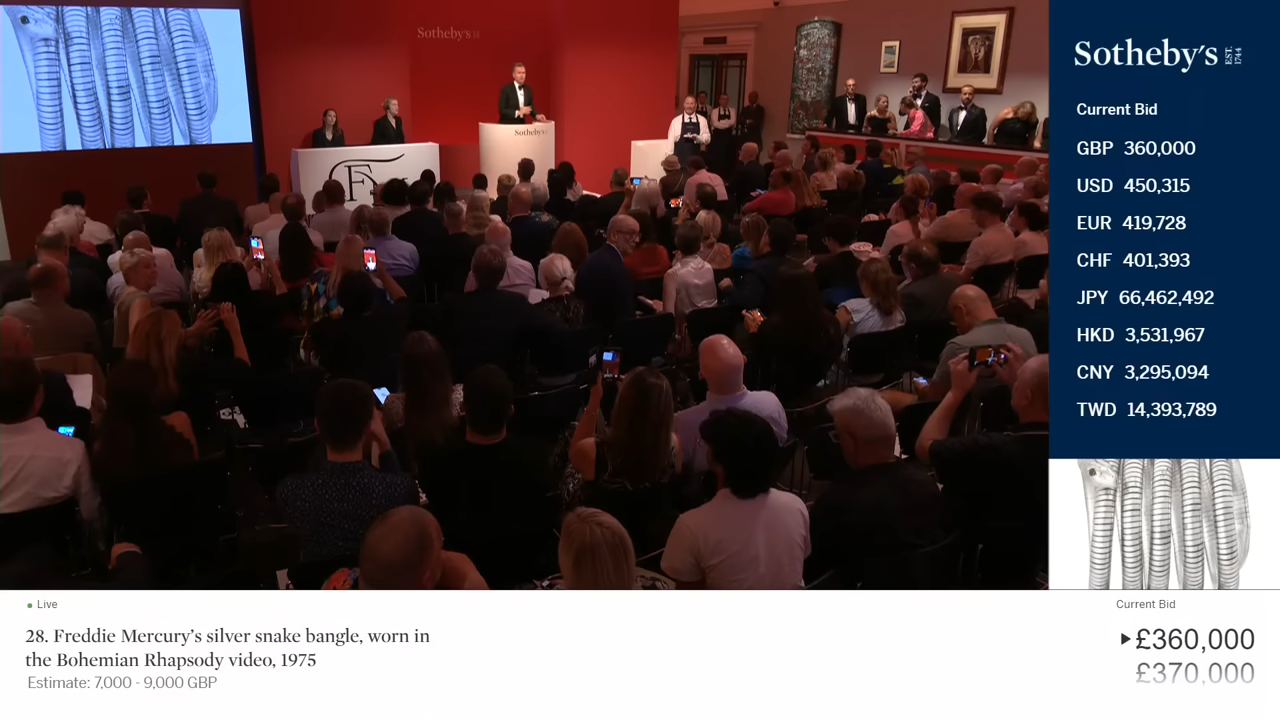 Sotheby's
Sotheby's
F
Sotheby's EST. 1744
Current Bid
GBP 360,000
USD 450,315
EUR 419,728
CHF 401,393
JPY 66,462,492
HKD 3,531,967
CNY 3,295,094
TWD 14,393,789
Live
28. Freddie Mercury's silver snake bangle, worn in
the Bohemian Rhapsody video, 1975
Estimate: 7,000 - 9,000 GBP
Current Bid
£360,000
£370,000